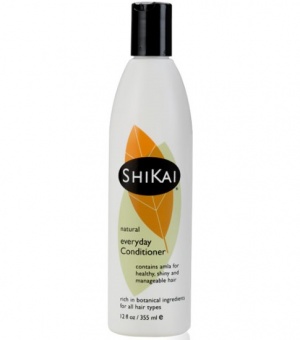 SHIKAI
natural
everyday
Conditioner
contains amla for
healthy, shiny and
manageable hair
rich in botanical ingredients
for all hair types
12 fl oz / 355 ml ℮